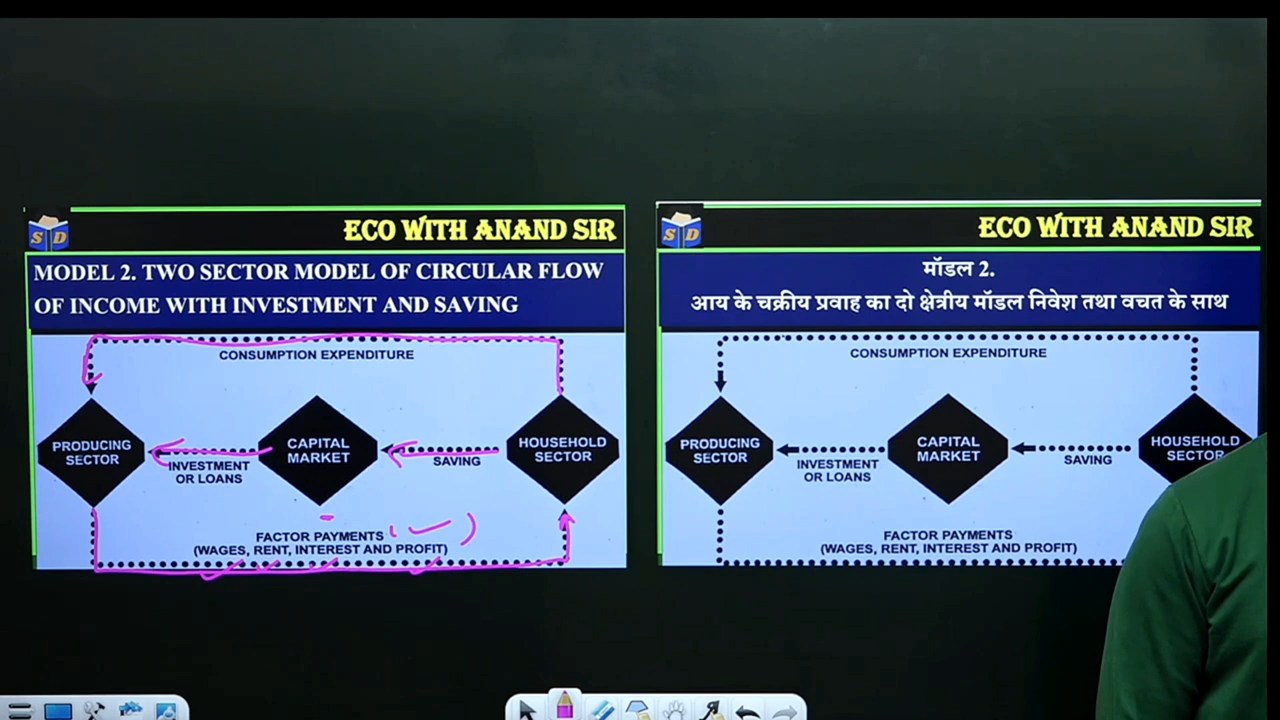 S D
ECO WITH ANAND SIR
MODEL 2. TWO SECTOR MODEL OF CIRCULAR FLOW
OF INCOME WITH INVESTMENT AND SAVING
CONSUMPTION EXPENDITURE
PRODUCING
SECTOR
CAPITAL
MARKET
HOUSEHOLD
SECTOR
INVESTMENT
OR LOANS
SAVING
FACTOR PAYMENTS
(WAGES, RENT, INTEREST AND PROFIT)
S D
ECO WITH ANAND SIR
मॉडल 2.
आय के चक्रीय प्रवाह का दो क्षेत्रीय मॉडल निवेश तथा वचत के साथ
CONSUMPTION EXPENDITURE
PRODUCING
SECTOR
CAPITAL
MARKET
HOUSEHOLD
SECTOR
INVESTMENT
OR LOANS
SAVING
FACTOR PAYMENTS
(WAGES, RENT, INTEREST AND PROFIT)